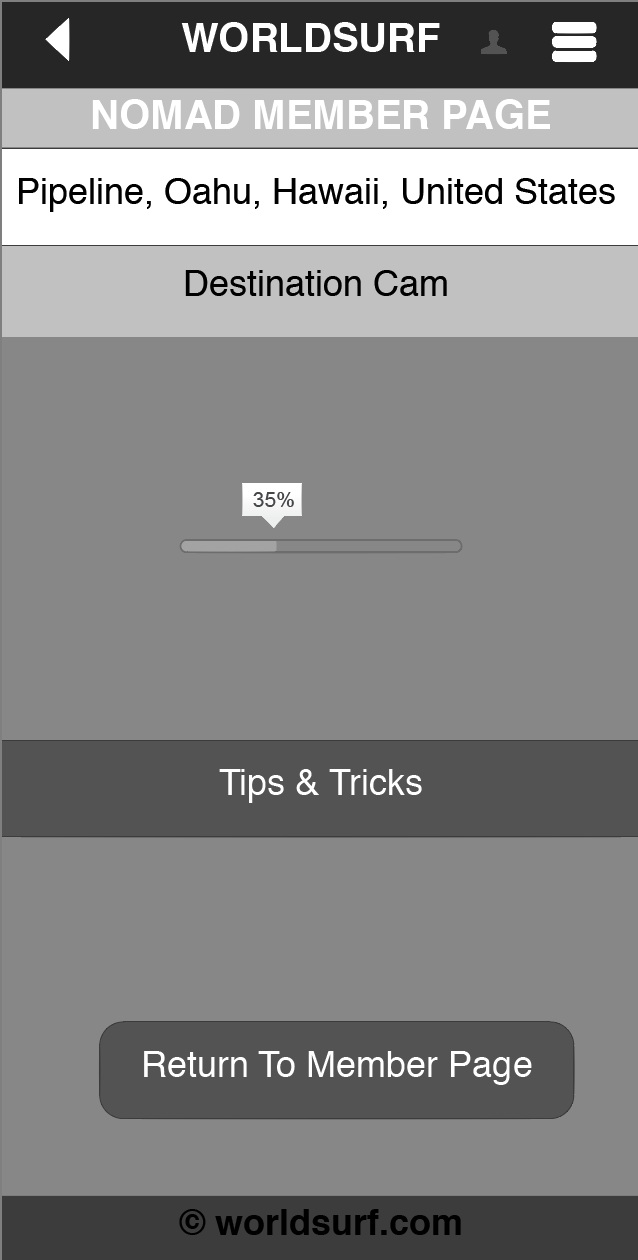 WORLDSURF
NOMAD MEMBER PAGE
Pipeline, Oahu, Hawaii, United States
Destination Cam
35%
Tips & Tricks
Return To Member Page
© worldsurf.com